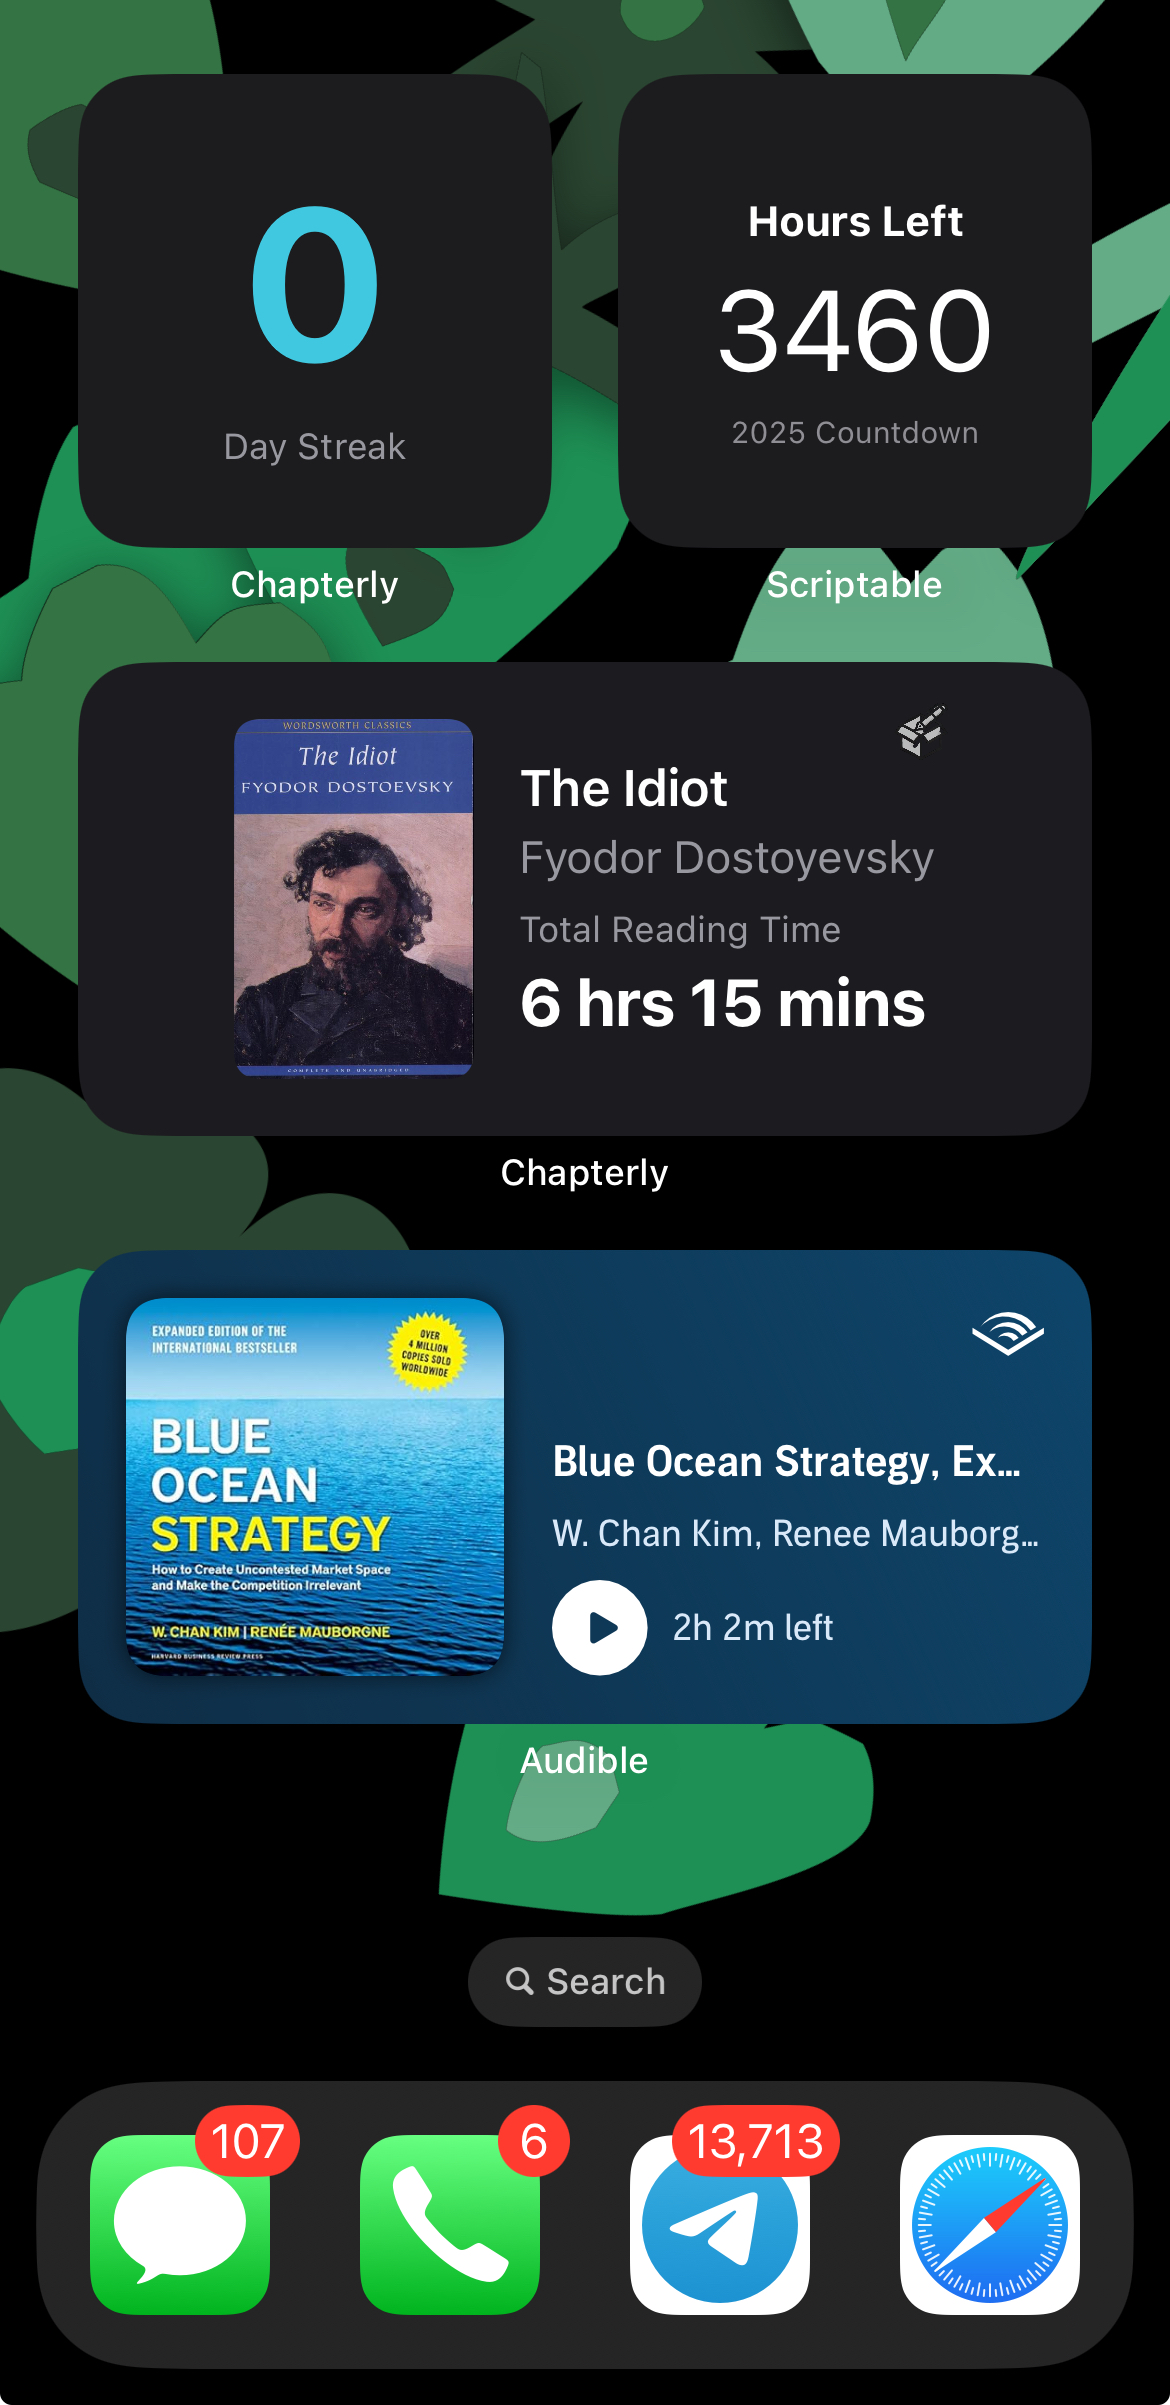 0
Day Streak
Chapterly
Hours Left
3460
2025 Countdown
Scriptable
WORDSWORTH CLASSICS
The Idiot
FYODOR DOSTOEVSKY
COMPLETE AND UNABRIDGED
The Idiot
Fyodor Dostoyevsky
Total Reading Time
6 hrs 15 mins
Chapterly
EXPANDED EDITION OF THE
INTERNATIONAL BESTSELLER
OVER
4 MILLION
COPIES SOLD
WORLDWIDE
BLUE
OCEAN
STRATEGY
How to Create Uncontested Market Space
and Make the Competition Irrelevant
W. CHAN KIM | RENÉE MAUBORGNE
HARVARD BUSINESS REVIEW PRESS
Blue Ocean Strategy, Ex...
W. Chan Kim, Renee Mauborg...
2h 2m left
Audible
Search
107
6
13,713